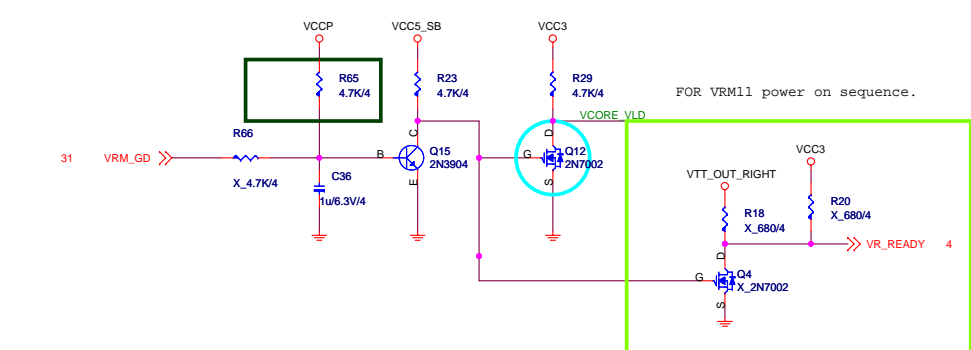 VCCP
VCC5_SB
VCC3
R65
4.7K/4
R23
4.7K/4
R29
4.7K/4
FOR VRM11 power on sequence.
VCORE_VLD
R66
31
VRM_GD
X_4.7K/4
C36
1u/6.3V/4
B
C
E
Q15
2N3904
D
G
S
Q12
2N7002
VCC3
VTT_OUT_RIGHT
R18
X_680/4
R20
X_680/4
VR_READY
4
D
G
S
Q4
X_2N7002